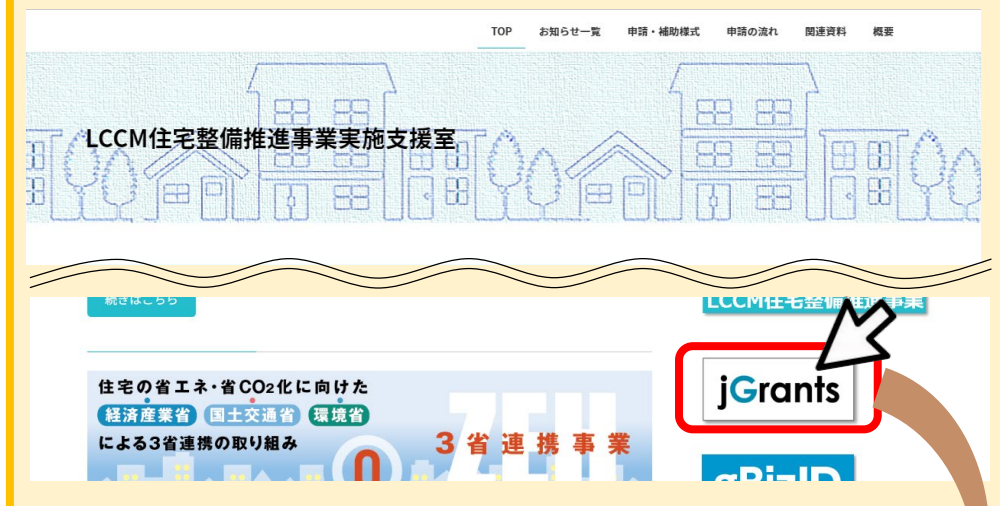 TOP お知らせ一覧 申請・補助様式 申請の流れ 関連資料 概要
LCCM住宅整備推進事業実施支援室
続きはこちら
LCCM住宅整備推進事業
jGrants
住宅の省エネ・省CO2化に向けた
経済産業省 国土交通省 環境省
による3省連携の取り組み
ZEH
3省連携事業
gBizID